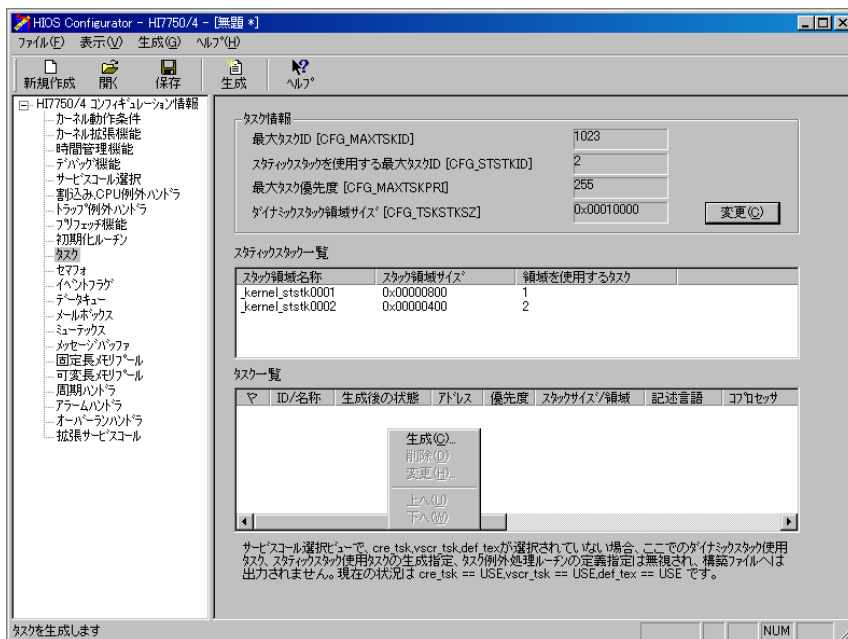 HIOS Configurator - HI7750/4 - [無題 *]
ファイル(F) 表示(V) 生成(G) ヘルプ(H)
新規作成 開く 保存 生成 ヘルプ
HI7750/4 コンフィギュレーション情報
カーネル動作条件
カーネル拡張機能
時間管理機能
デバッグ機能
サービスコール選択
割込み,CPU例外ハンドラ
トラップ例外ハンドラ
プリフェッチ機能
初期化ルーチン
タスク
セマフォ
イベントフラグ
データキュー
メールボックス
ミューテックス
メッセージバッファ
固定長メモリプール
可変長メモリプール
周期ハンドラ
アラームハンドラ
オーバーランハンドラ
拡張サービスコール
タスク情報
最大タスクID [CFG_MAXTSKID] 1023
スタティックスタックを使用する最大タスクID [CFG_STSTKID] 2
最大タスク優先度 [CFG_MAXTSKPRI] 255
ダイナミックスタック領域サイズ [CFG_TSKSTKSZ] 0x00010000 変更(C)
スタティックスタック一覧
スタック領域名称 スタック領域サイズ 領域を使用するタスク
_kernel_ststk0001 0x00000800 1
_kernel_ststk0002 0x00000400 2
タスク一覧
ID/名称 生成後の状態 アドレス 優先度 スタックサイズ/領域 記述言語 コプロセッサ
生成(C)...
削除(D)
変更(H)...
上へ(U)
下へ(W)
サービスコール選択ビューで、cre_tsk,vscr_tsk,def_texが選択されていない場合、ここでのダイナミックスタック使用
タスク、スタティックスタック使用タスクの生成指定、タスク例外処理ルーチンの定義指定は無視され、構築ファイルへは
出力されません。現在の状況は cre_tsk == USE,vscr_tsk == USE,def_tex == USE です。
タスクを生成します NUM